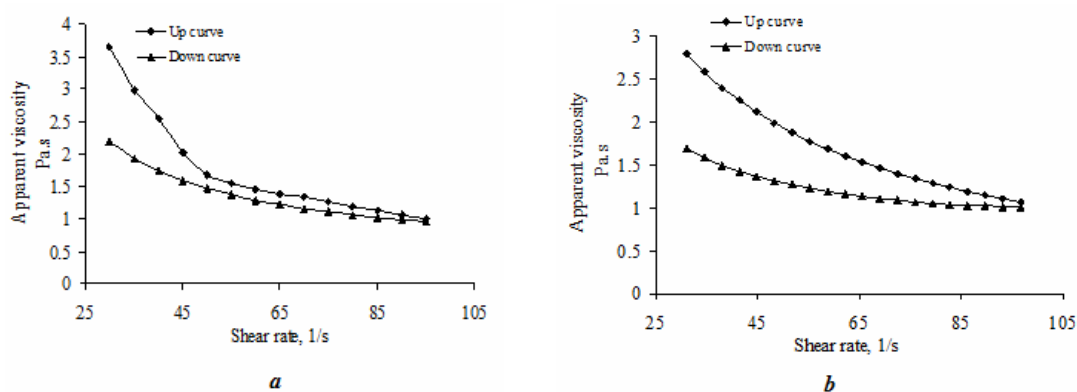 4
3.5
3
2.5
2
1.5
1
0.5
0
Apparent viscosity
Pa.s
Up curve
Down curve
25
45
65
85
105
Shear rate, 1/s
a
3
2.5
2
1.5
1
0.5
0
Apparent viscosity
Pa.s
Up curve
Down curve
25
45
65
85
105
Shear rate, 1/s
b